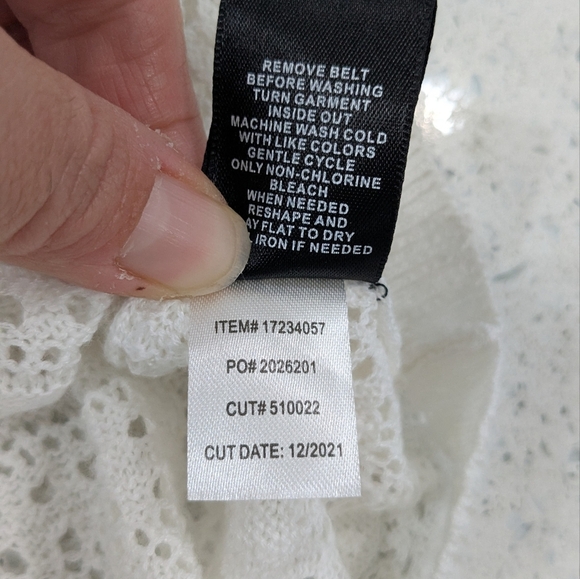 REMOVE BELT
BEFORE WASHING
TURN GARMENT
INSIDE OUT
MACHINE WASH COLD
WITH LIKE COLORS
GENTLE CYCLE
ONLY NON-CHLORINE
BLEACH
WHEN NEEDED
RESHAPE AND
AY FLAT TO DRY
IRON IF NEEDED
ITEM# 17234057
PO# 2026201
CUT# 510022
CUT DATE: 12/2021